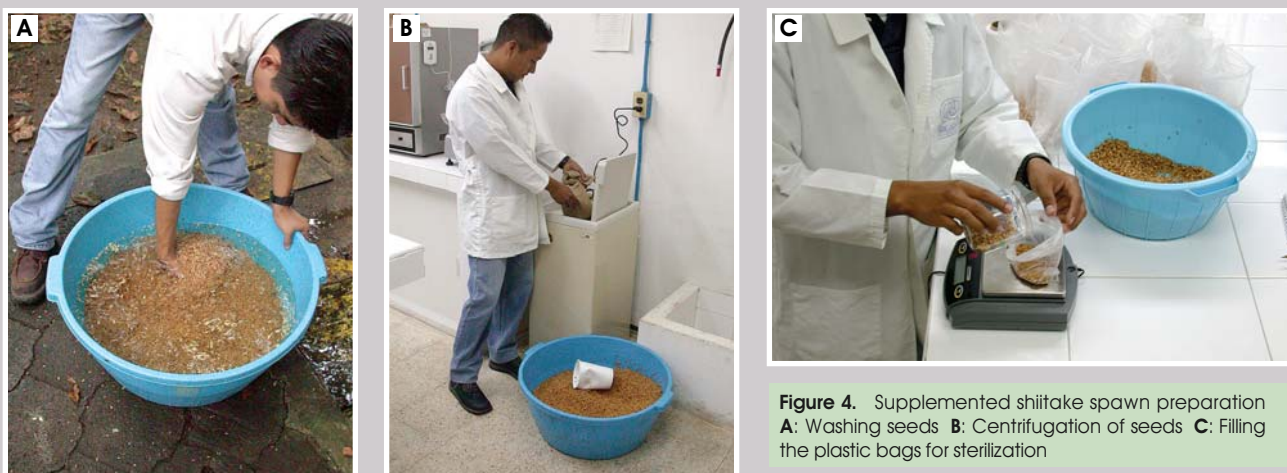 A
B
C
Figure 4. Supplemented shiitake spawn preparation
A: Washing seeds B: Centrifugation of seeds C: Filling
the plastic bags for sterilization